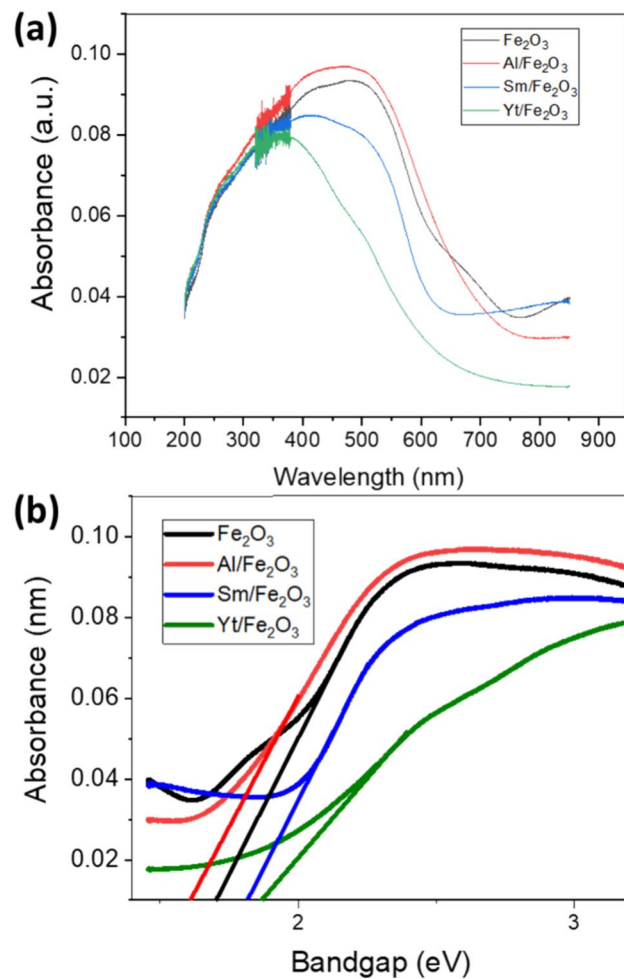 (a)
Fe₂O₃
Al/Fe₂O₃
Sm/Fe₂O₃
Yt/Fe₂O₃
Absorbance (a.u.)
0.10
0.08
0.06
0.04
0.02
100 200 300 400 500 600 700 800 900
Wavelength (nm)
(b)
Fe₂O₃
Al/Fe₂O₃
Sm/Fe₂O₃
Yt/Fe₂O₃
Absorbance (nm)
0.10
0.08
0.06
0.04
0.02
2 3
Bandgap (eV)